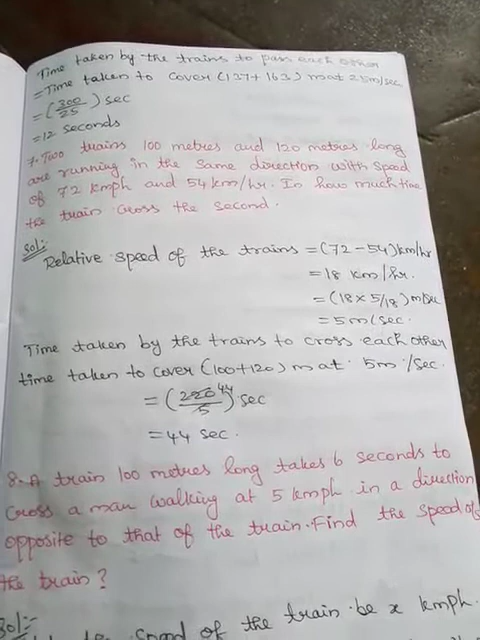 Time taken by the trains to pass each other
= Time taken to cover (137+163) m at 25m/sec
= (300/25) sec
= 12 seconds
7. Two trains 100 metres and 120 metres long
are running in the same direction with speed
of 72 kmph and 54 km/hr. In how much time
the train cross the second.
Sol:-
Relative speed of the trains = (72-54) km/hr
= 18 km/hr.
= (18 x 5/18) m/sec
= 5m/sec.
Time taken by the trains to cross each other
time taken to cover (100+120) m at 5m/sec.
= (220/5) 44 sec
= 44 sec.
8. A train 100 metres long takes 6 seconds to
cross a man walking at 5 kmph in a direction
opposite to that of the train. Find the speed of
the train?
Sol:-
speed of the train be x kmph.